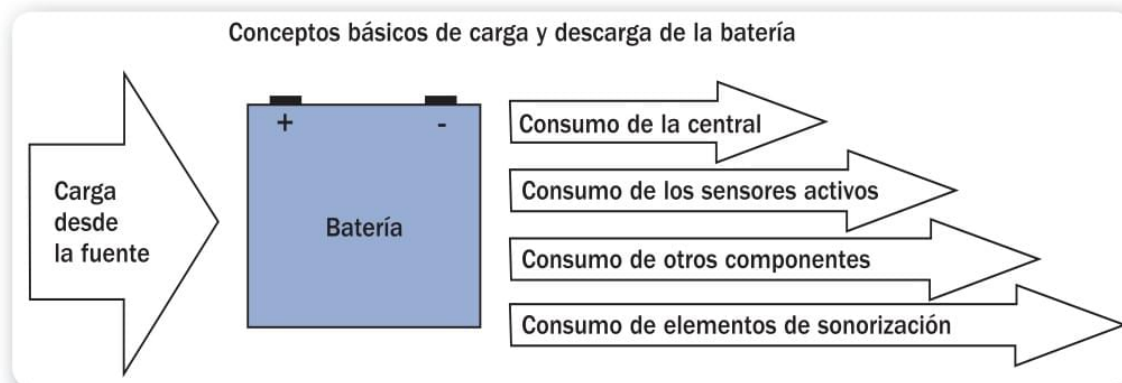 Conceptos básicos de carga y descarga de la batería
Carga
desde
la fuente
+ -
Batería
Consumo de la central
Consumo de los sensores activos
Consumo de otros componentes
Consumo de elementos de sonorización